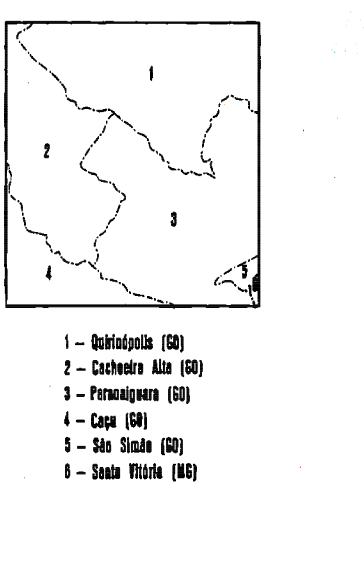 1
2
3
4
5
1 – Quirinópolis (GO)
2 – Cachoeira Alta (GO)
3 – Paranaiguara (GO)
4 – Caçu (GO)
5 – São Simão (GO)
6 – Santa Vitória (MG)